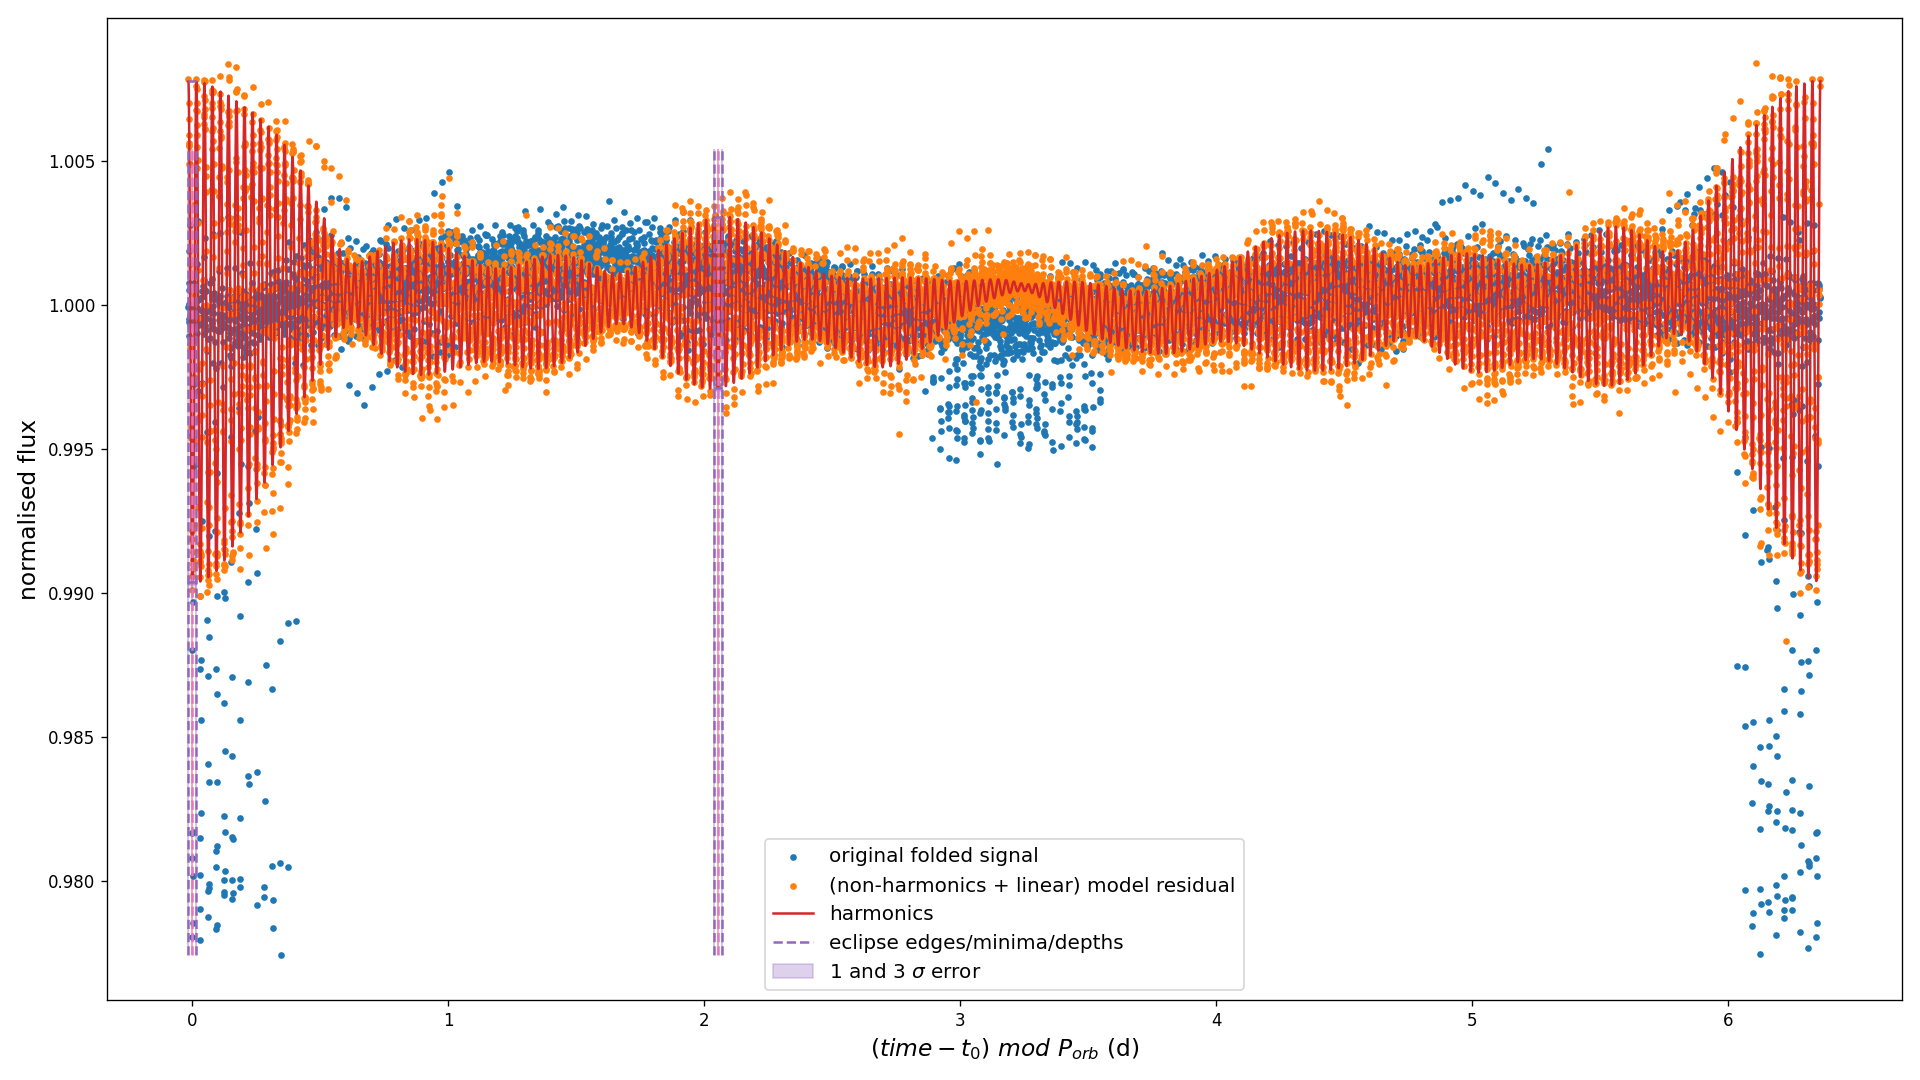 normalised flux
1.005
1.000
0.995
0.990
0.985
0.980
original folded signal
(non-harmonics + linear) model residual
harmonics
eclipse edges/minima/depths
1 and 3 σ error
0 1 2 3 4 5 6
(time − t₀) mod Pₒᵣb (d)